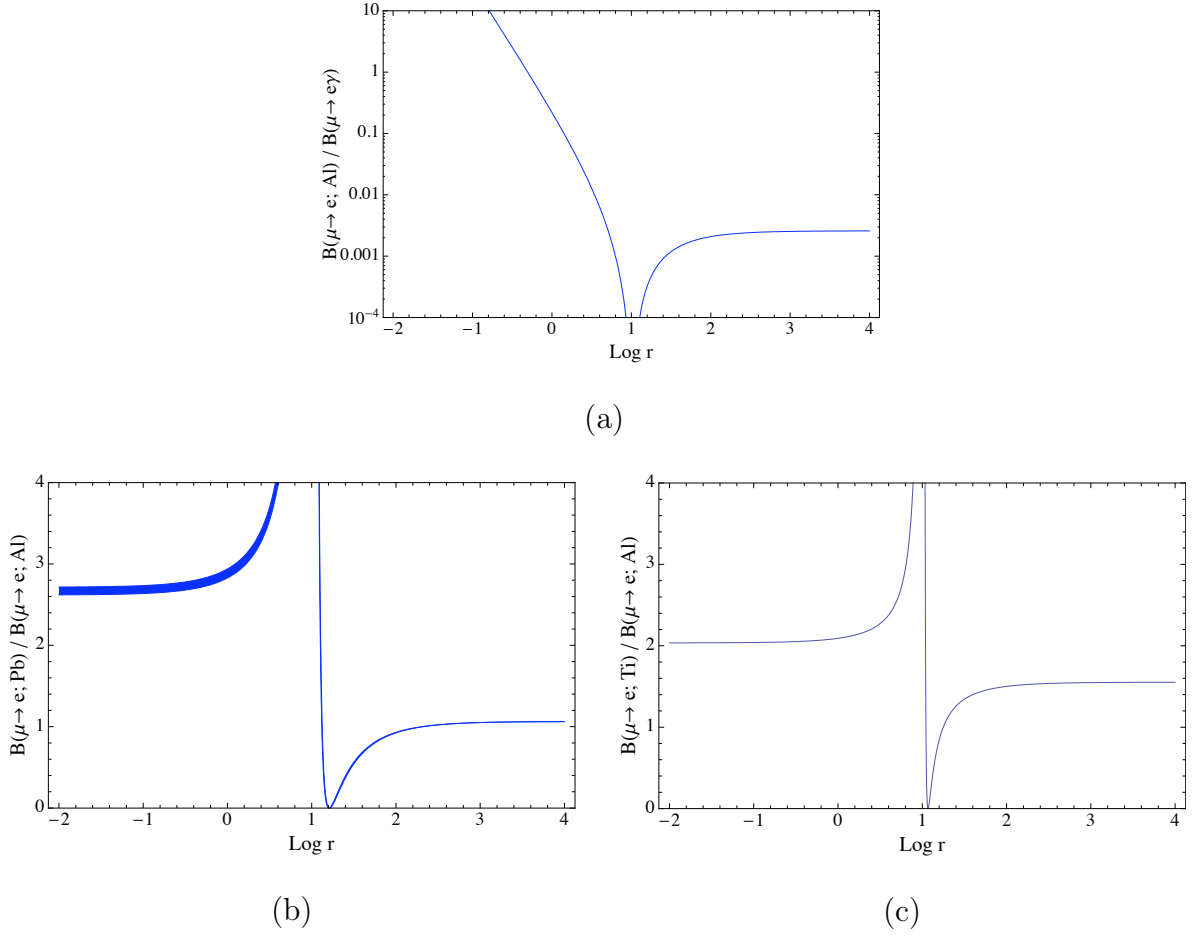 10
1
0.1
0.01
0.001
10⁻⁴
B(μ→ e; Al) / B(μ→ eγ)
−2 −1 0 1 2 3 4
Log r
(a)
4
3
2
1
0
B(μ→ e; Pb) / B(μ→ e; Al)
−2 −1 0 1 2 3 4
Log r
(b)
4
3
2
1
0
B(μ→ e; Ti) / B(μ→ e; Al)
−2 −1 0 1 2 3 4
Log r
(c)